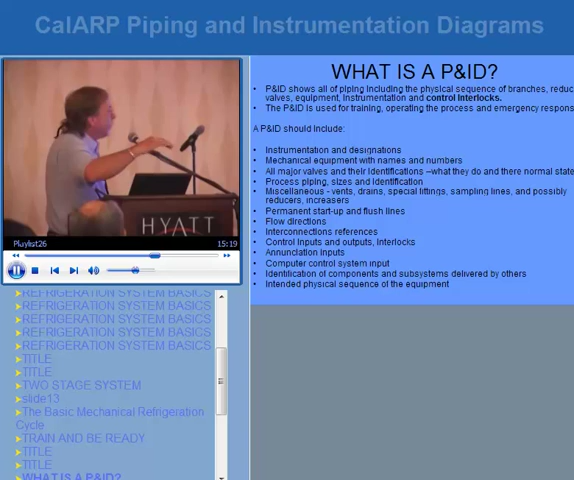 CalARP Piping and Instrumentation Diagrams
HYATT
Playlist26 15:19
REFRIGERATION SYSTEM BASICS
REFRIGERATION SYSTEM BASICS
REFRIGERATION SYSTEM BASICS
REFRIGERATION SYSTEM BASICS
REFRIGERATION SYSTEM BASICS
TITLE
TITLE
TWO STAGE SYSTEM
slide13
The Basic Mechanical Refrigeration
Cycle
TRAIN AND BE READY
TITLE
TITLE
WHAT IS A P&ID?
WHAT IS A P&ID?
• P&ID shows all of piping including the physical sequence of branches, reduc
valves, equipment, instrumentation and control interlocks.
• The P&ID is used for training, operating the process and emergency respons
A P&ID should include:
• Instrumentation and designations
• Mechanical equipment with names and numbers
• All major valves and their identifications –what they do and there normal state
• Process piping, sizes and identification
• Miscellaneous - vents, drains, special fittings, sampling lines, and possibly
reducers, increasers
• Permanent start-up and flush lines
• Flow directions
• Interconnections references
• Control inputs and outputs, interlocks
• Annunciation inputs
• Computer control system input
• Identification of components and subsystems delivered by others
• Intended physical sequence of the equipment